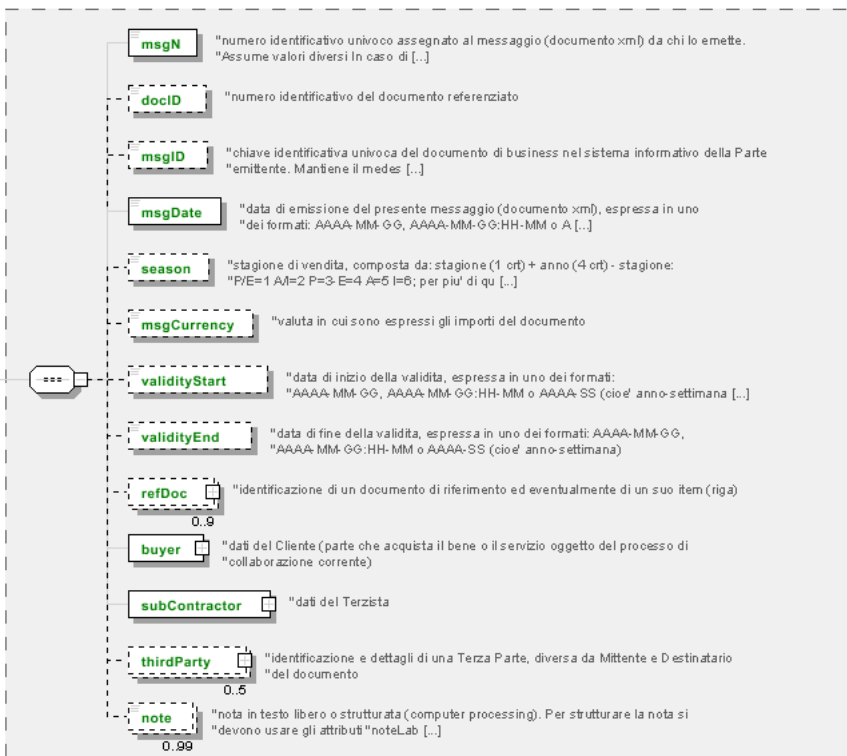 msgN
"numero identificativo univoco assegnato al messaggio (documento xml) da chi lo emette.
"Assume valori diversi In caso di [...]
docID
"numero identificativo del documento referenziato
msgID
"chiave identificativa univoca del documento di business nel sistema informativo della Parte
"emittente. Mantiene il medes [...]
msgDate
"data di emissione del presente messaggio (documento xml), espressa in uno
"dei formati: AAAA-MM-GG, AAAA-MM-GG:HH-MM o A [...]
season
"stagione di vendita, composta da: stagione (1 crt) + anno (4 crt) - stagione:
"P/E=1 A/I=2 P=3-E=4 A=5 I=6; per piu' di qu [...]
msgCurrency
"valuta in cui sono espressi gli importi del documento
validityStart
"data di inizio della validita, espressa in uno dei formati:
"AAAA-MM-GG, AAAA-MM-GG:HH-MM o AAAA-SS (cioe' anno-settimana [...]
validityEnd
"data di fine della validita, espressa in uno dei formati: AAAA-MM-GG,
"AAAA-MM-GG:HH-MM o AAAA-SS (cioe' anno-settimana)
refDoc
"identificazione di un documento di riferimento ed eventualmente di un suo item (riga)
0..9
buyer
"dati del Cliente (parte che acquista il bene o il servizio oggetto del processo di
"collaborazione corrente)
subContractor
"dati del Terzista
thirdParty
"identificazione e dettagli di una Terza Parte, diversa da Mittente e Destinatario
"del documento
0..5
note
"nota in testo libero o strutturata (computer processing). Per strutturare la nota si
"devono usare gli attributi "noteLab [...]
0..99